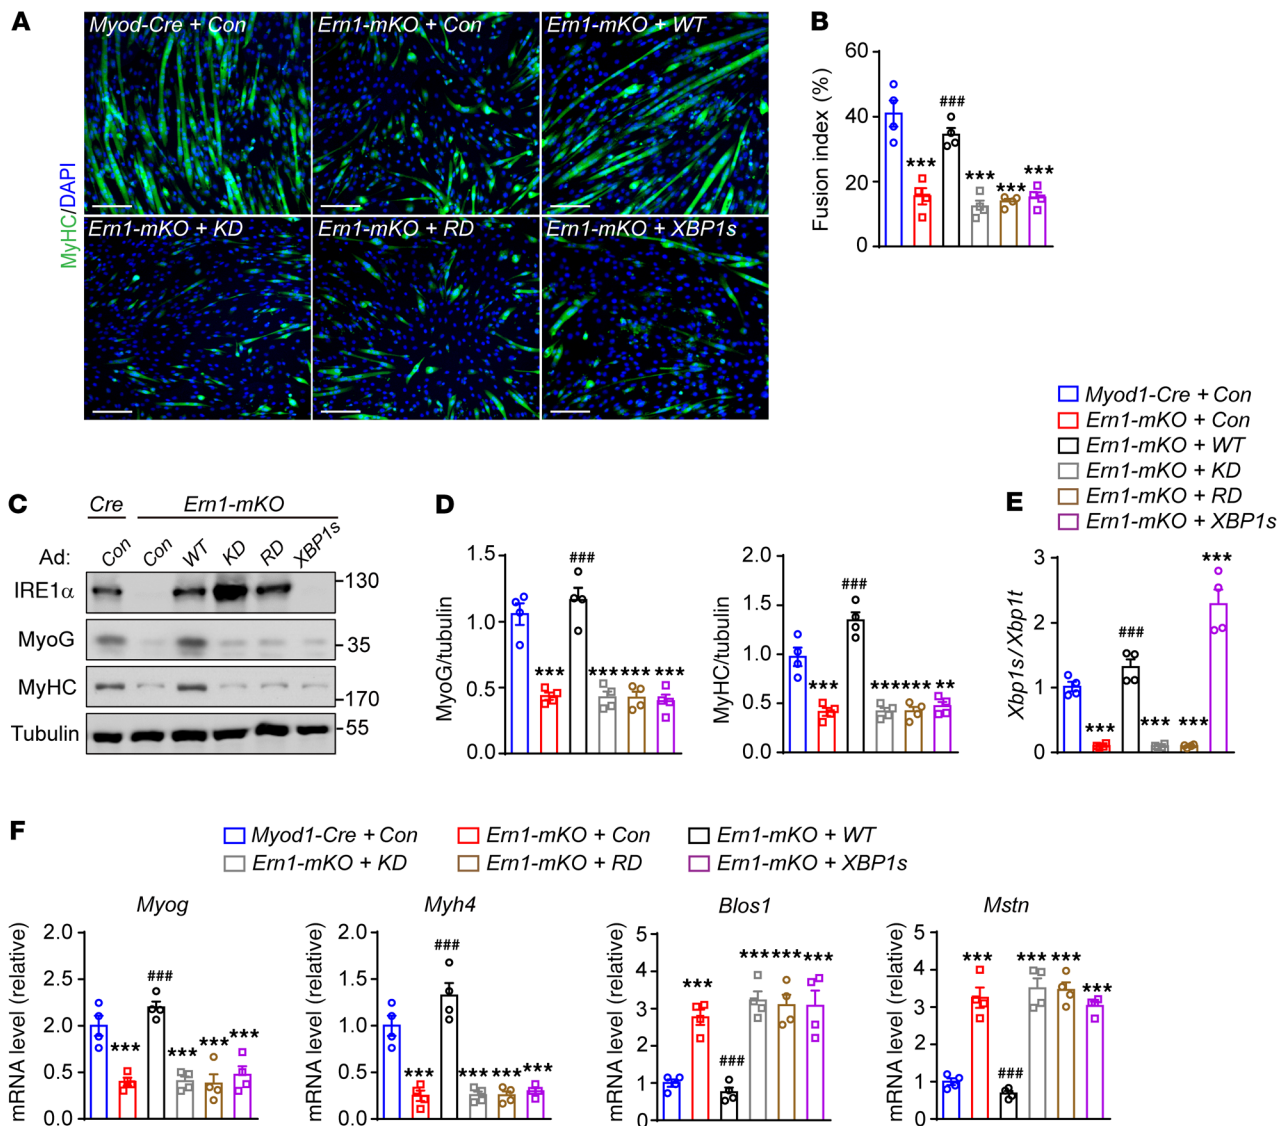 A
Myod-Cre + Con
Ern1-mKO + Con
Ern1-mKO + WT
Ern1-mKO + KD
Ern1-mKO + RD
Ern1-mKO + XBP1s
MyHC/DAPI
B
Fusion index (%)
60
40
20
0
***
###
***
***
***
Myod1-Cre + Con
Ern1-mKO + Con
Ern1-mKO + WT
Ern1-mKO + KD
Ern1-mKO + RD
Ern1-mKO + XBP1s
C
Cre Ern1-mKO
Ad: Con Con WT KD RD XBP1s
IRE1α 130
MyoG 35
MyHC 170
Tubulin 55
D
MyoG/tubulin
1.5
1.0
0.5
0.0
***
###
*** *** ***
MyHC/tubulin
2.0
1.5
1.0
0.5
0.0
***
###
*** *** **
E
Xbp1s/Xbp1t
3
2
1
0
***
###
*** ***
***
F
Myod1-Cre + Con Ern1-mKO + Con Ern1-mKO + WT
Ern1-mKO + KD Ern1-mKO + RD Ern1-mKO + XBP1s
Myog
mRNA level (relative)
2.0
2.5
2.0
0.5
0.0
***
###
*** *** ***
Myh4
mRNA level (relative)
2.0
1.5
1.0
0.5
0.0
***
###
*** *** ***
Blos1
mRNA level (relative)
5
4
3
2
1
0
***
###
*** *** ***
Mstn
mRNA level (relative)
5
4
3
2
1
0
***
###
*** *** ***